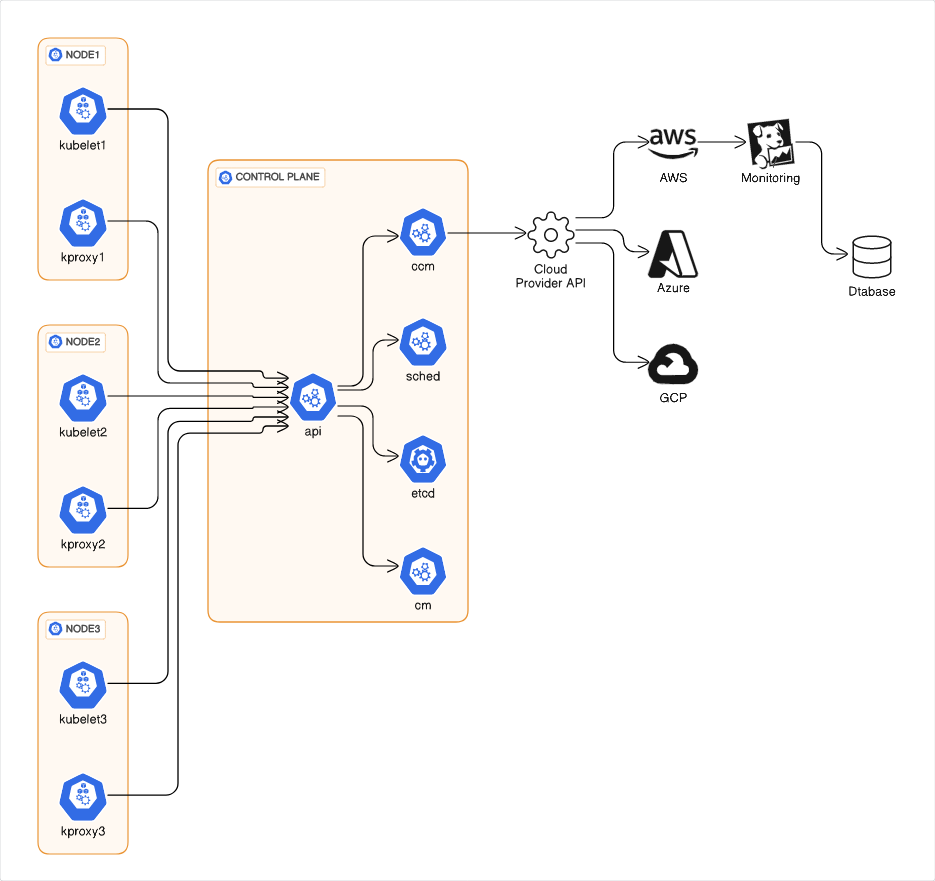 NODE1
kubelet1
kproxy1
NODE2
kubelet2
kproxy2
NODE3
kubelet3
kproxy3
CONTROL PLANE
api
ccm
sched
etcd
cm
Cloud
Provider API
aws
AWS
Azure
GCP
Monitoring
Dtabase